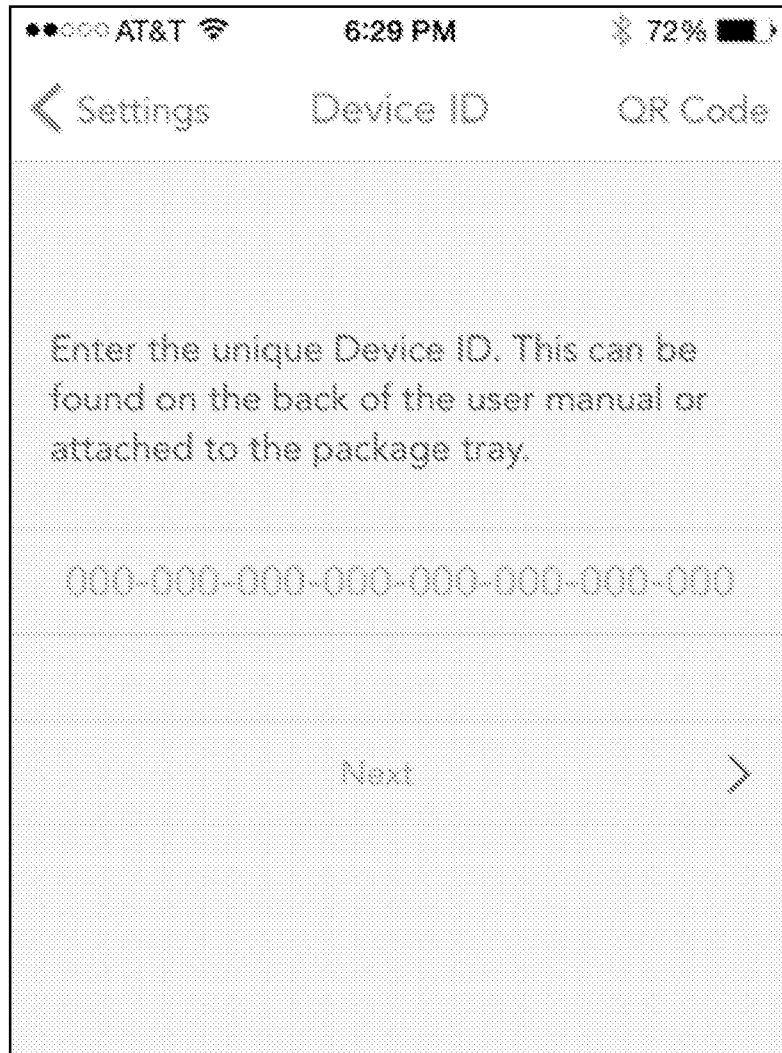 AT&T 6:29 PM 72%
Settings Device ID QR Code
Enter the unique Device ID. This can be
found on the back of the user manual or
attached to the package tray.
000-000-000-000-000-000-000-000
Next